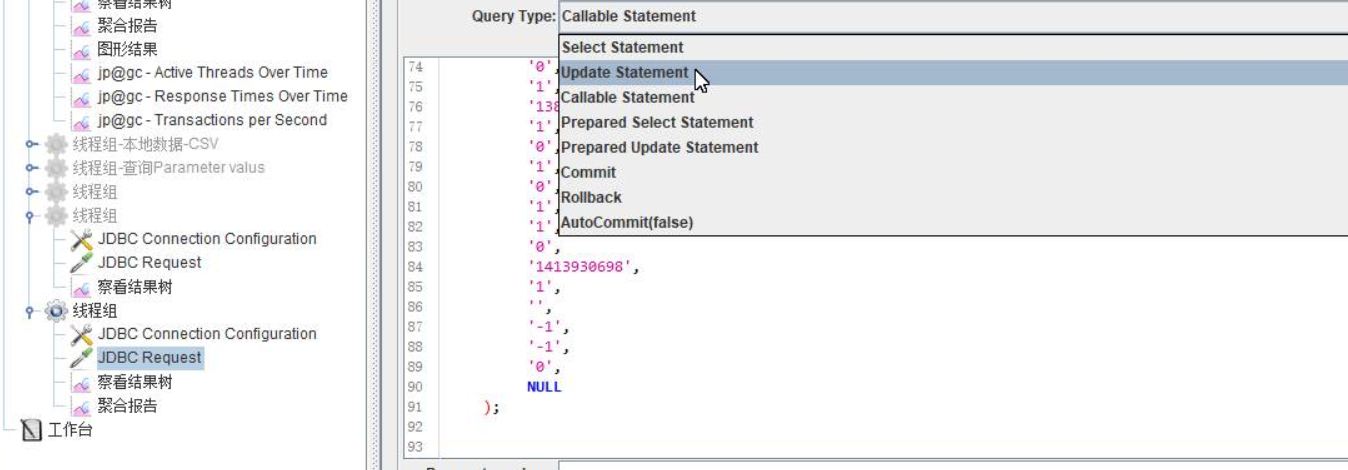 察看结果树
聚合报告
图形结果
jp@gc - Active Threads Over Time
jp@gc - Response Times Over Time
jp@gc - Transactions per Second
线程组-本地数据-CSV
线程组-查询Parameter valus
线程组
线程组
JDBC Connection Configuration
JDBC Request
察看结果树
线程组
JDBC Connection Configuration
JDBC Request
察看结果树
聚合报告
工作台
Query Type: Callable Statement
Select Statement
Update Statement
Callable Statement
Prepared Select Statement
Prepared Update Statement
Commit
Rollback
AutoCommit(false)
74 '0',
75 '1',
76 '138
77 '1',
78 '0',
79 '1',
80 '0',
81 '1',
82 '1',
83 '0',
84 '1413930698',
85 '1',
86 '',
87 '-1',
88 '-1',
89 '0',
90 NULL
91 );
92
93